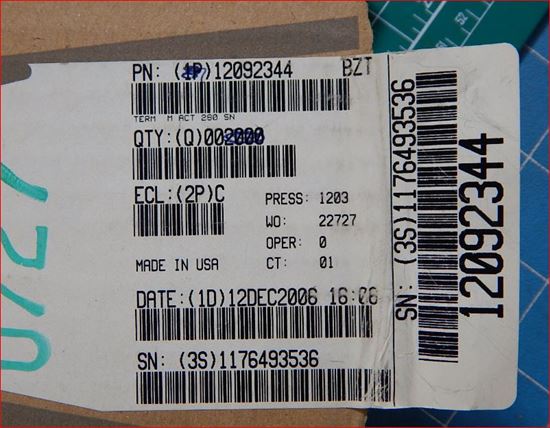 PN: (1P)12092344 BZT
TERM M ACT 280 SN
QTY:(Q)002000
ECL:(2P)C
PRESS: 1203
WO: 22727
OPER: 0
CT: 01
MADE IN USA
DATE:(1D)12DEC2006 16:06
SN: (3S)1176493536
SN: (3S)1176493536
12092344